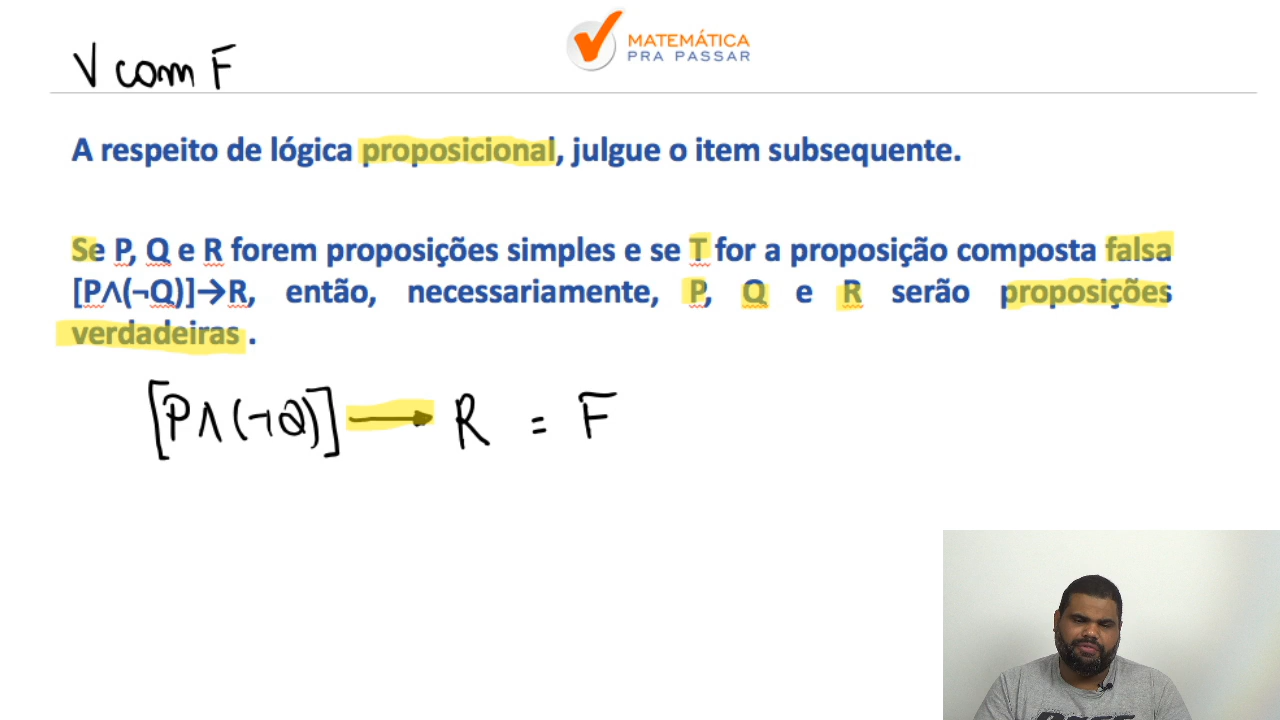 MATEMÁTICA
PRA PASSAR
V com F
A respeito de lógica proposicional, julgue o item subsequente.
Se P, Q e R forem proposições simples e se T for a proposição composta falsa
[P∧(¬Q)]→R, então, necessariamente, P, Q e R serão proposições
verdadeiras .
[P∧(¬Q)] → R = F